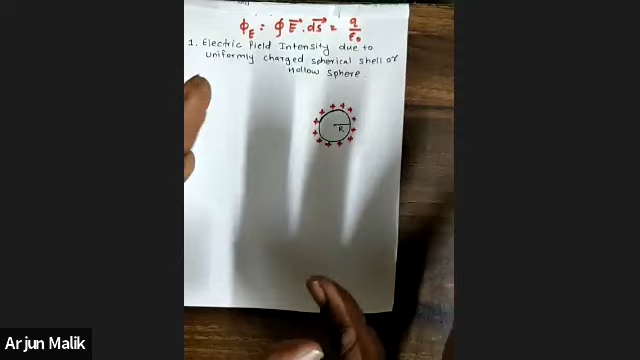 ϕE : ∮ E⃗ . ds⃗ = q/ε0
1. Electric Field Intensity due to
uniformly charged spherical shell or
Hollow Sphere.
R
Arjun Malik